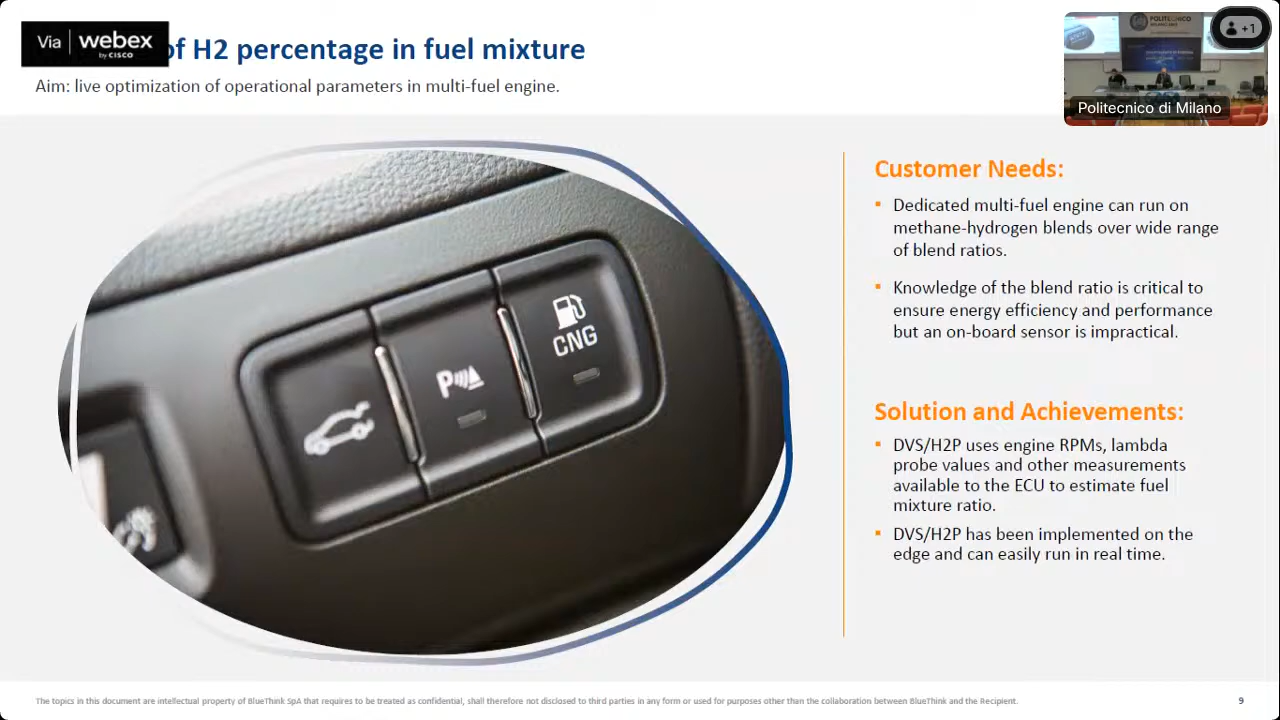 Via webex
by CISCO
of H2 percentage in fuel mixture
Aim: live optimization of operational parameters in multi-fuel engine.
+1
POLITECNICO
Politecnico di Milano
CNG
P
Customer Needs:
Dedicated multi-fuel engine can run on
methane-hydrogen blends over wide range
of blend ratios.
Knowledge of the blend ratio is critical to
ensure energy efficiency and performance
but an on-board sensor is impractical.
Solution and Achievements:
DVS/H2P uses engine RPMs, lambda
probe values and other measurements
available to the ECU to estimate fuel
mixture ratio.
DVS/H2P has been implemented on the
edge and can easily run in real time.
The topics in this document are intellectual property of BlueThink SpA that requires to be treated as confidential, shall therefore not disclosed to third parties in any form or used for purposes other than the collaboration between BlueThink and the Recipient.
9